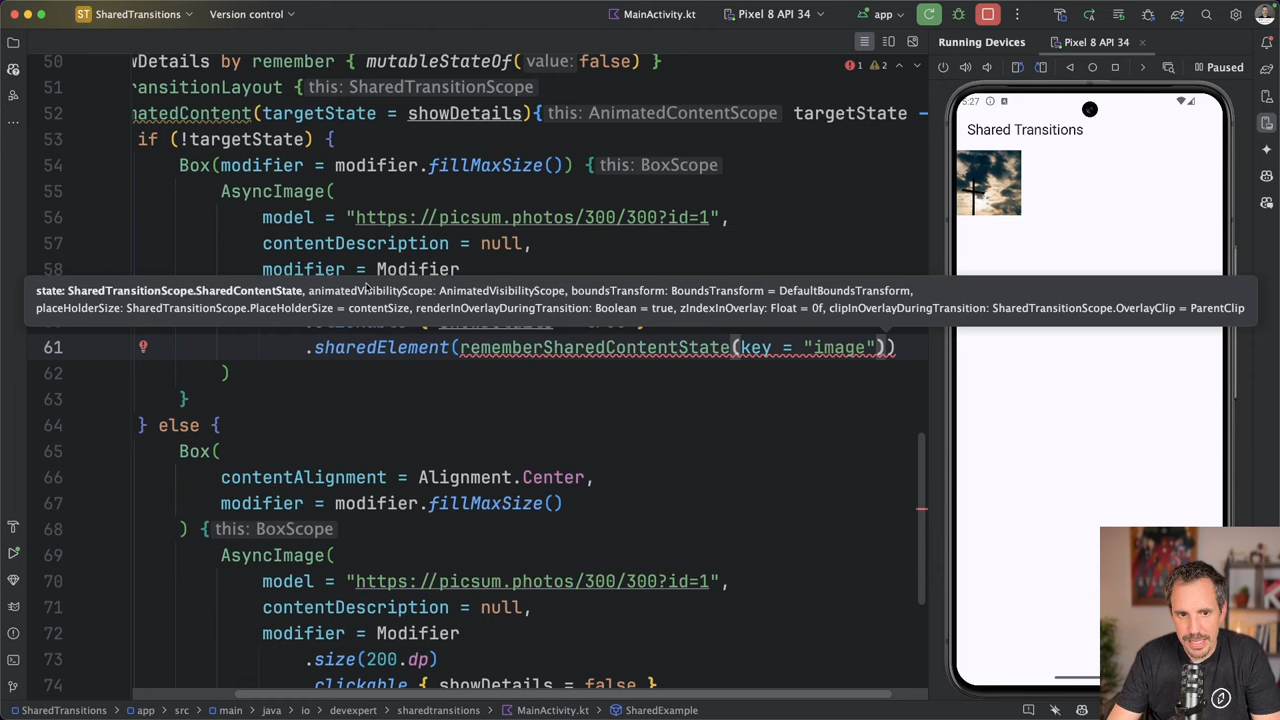 SharedTransitions
Version control
MainActivity.kt
Pixel 8 API 34
app
Running Devices
Pixel 8 API 34
50
wDetails by remember { mutableStateOf( value: false) }
1
2
51
ransitionLayout { this: SharedTransitionScope
52
natedContent(targetState = showDetails){ this: AnimatedContentScope targetState -
53
if (!targetState) {
54
Box(modifier = modifier.fillMaxSize()) { this: BoxScope
55
AsyncImage(
56
model = "https://picsum.photos/300/300?id=1",
57
contentDescription = null,
58
modifier = Modifier
state: SharedTransitionScope.SharedContentState, animatedVisibilityScope: AnimatedVisibilityScope, boundsTransform: BoundsTransform = DefaultBoundsTransform,
placeHolderSize: SharedTransitionScope.PlaceHolderSize = contentSize, renderInOverlayDuringTransition: Boolean = true, zIndexInOverlay: Float = 0f, clipInOverlayDuringTransition: SharedTransitionScope.OverlayClip = ParentClip
61
.sharedElement(rememberSharedContentState(key = "image"))
62
)
63
}
64
} else {
65
Box(
66
contentAlignment = Alignment.Center,
67
modifier = modifier.fillMaxSize()
68
) { this: BoxScope
69
AsyncImage(
70
model = "https://picsum.photos/300/300?id=1",
71
contentDescription = null,
72
modifier = Modifier
73
.size(200.dp)
74
.clickable { showDetails = false }
Paused
5:27
Shared Transitions
SharedTransitions
app
src
main
java
io
devexpert
sharedtransitions
MainActivity.kt
SharedExample